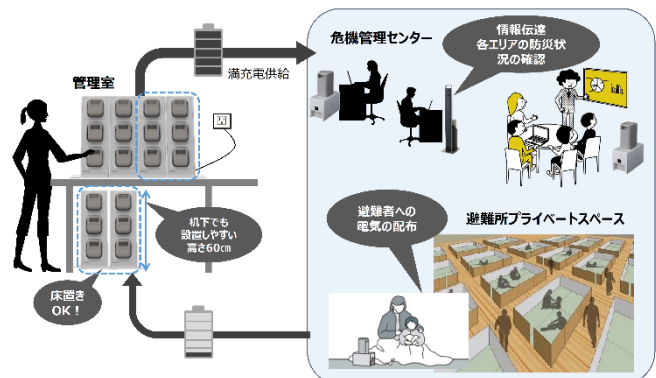 管理室
満充電供給
机下でも
設置しやすい
高さ60㎝
床置き
OK！
危機管理センター
情報伝達
各エリアの防災状
況の確認
避難者への
電気の配布
避難所プライベートスペース